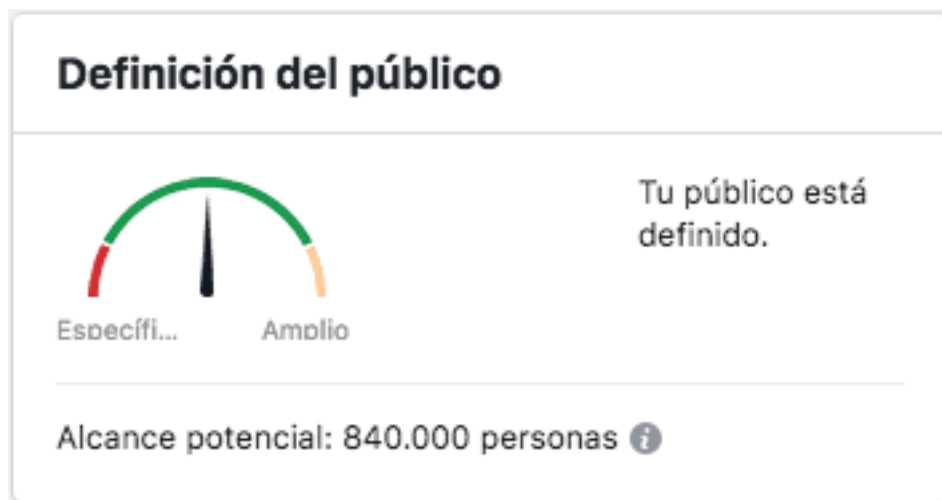 Definición del público
Tu público está
definido.
Específi...
Amplio
Alcance potencial: 840.000 personas